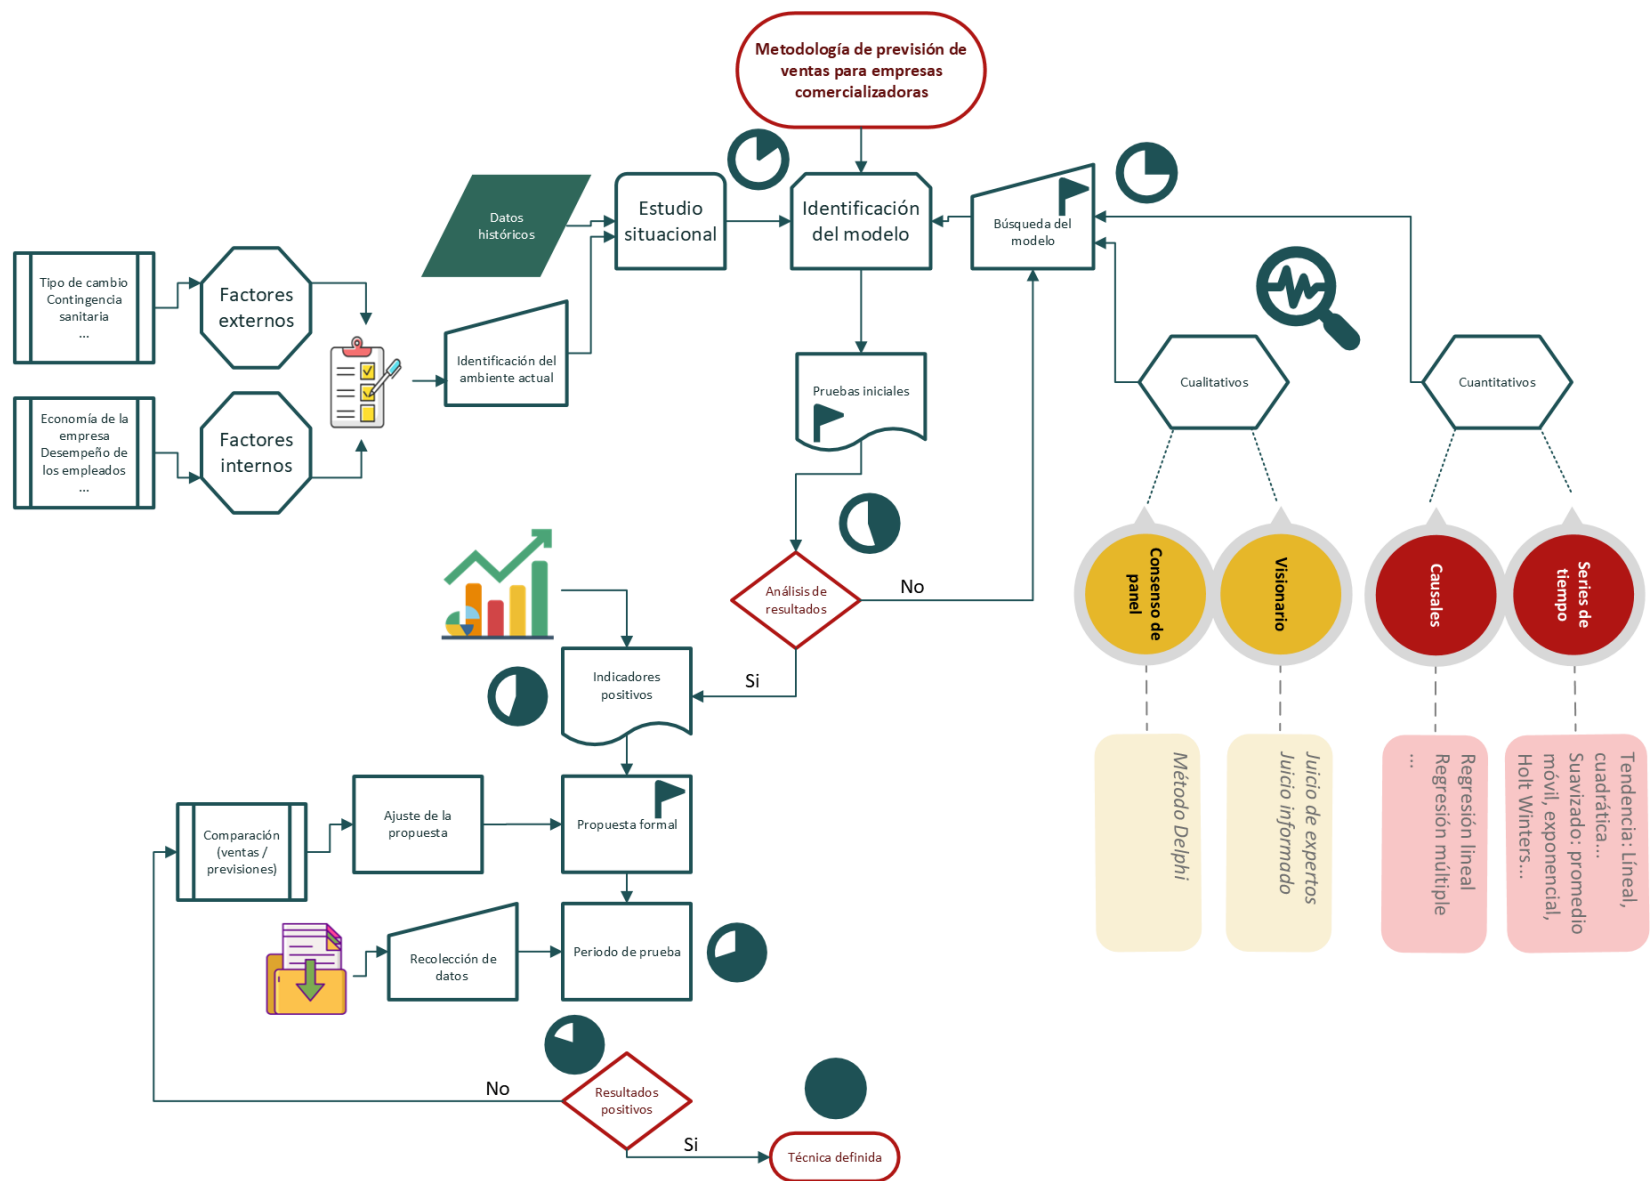 Metodología de previsión de
ventas para empresas
comercializadoras
Datos
históricos
Estudio
situacional
Identificación
del modelo
Búsqueda del
modelo
Tipo de cambio
Contingencia
sanitaria
...
Factores
externos
Identificación del
ambiente actual
Pruebas iniciales
Cualitativos
Cuantitativos
Economía de la
empresa
Desempeño de
los empleados
...
Factores
internos
Análisis de
resultados
No
Si
Consenso de
panel
Visionario
Causales
Series de
tiempo
Indicadores
positivos
Método Delphi
Juicio de expertos
Juicio informado
Regresión lineal
Regresión múltiple
...
Tendencia: Líneal,
cuadrática...
Suavizado: promedio
móvil, exponencial,
Holt Winters...
Comparación
(ventas /
previsiones)
Ajuste de la
propuesta
Propuesta formal
Recolección de
datos
Periodo de prueba
No
Resultados
positivos
Si
Técnica definida